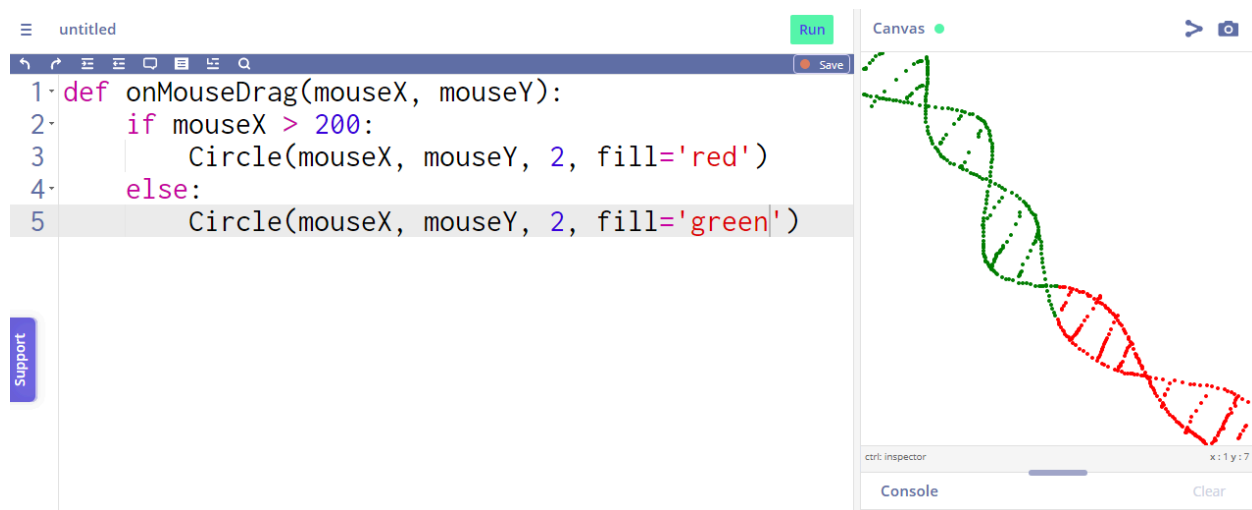 untitled
Run
Canvas
Save
1 def onMouseDrag(mouseX, mouseY):
2 if mouseX > 200:
3 Circle(mouseX, mouseY, 2, fill='red')
4 else:
5 Circle(mouseX, mouseY, 2, fill='green')
Support
ctrl: inspector
x : 1 y : 7
Console
Clear